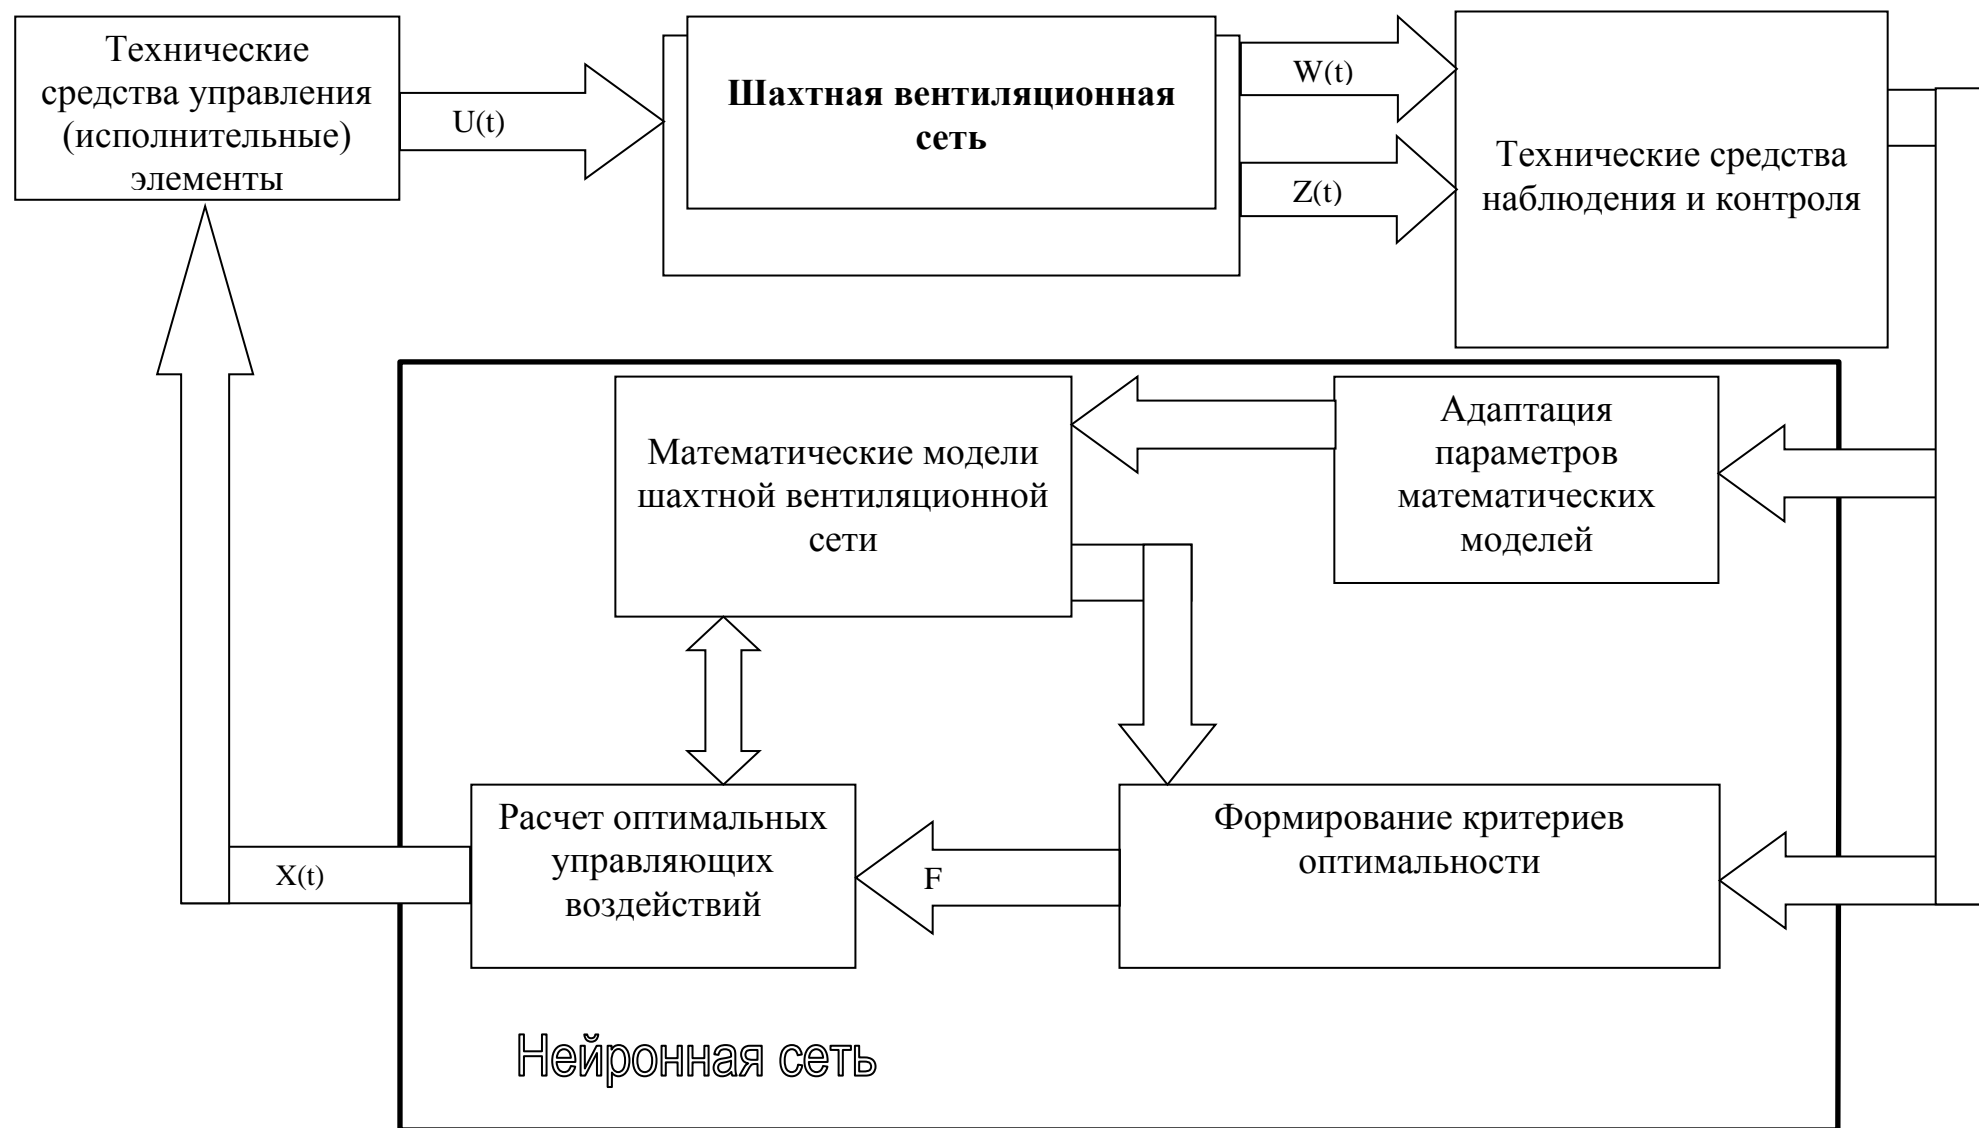 Технические
средства управления
(исполнительные)
элементы
U(t)
Шахтная вентиляционная
сеть
W(t)
Z(t)
Технические средства
наблюдения и контроля
Математические модели
шахтной вентиляционной
сети
Адаптация
параметров
математических
моделей
X(t)
Расчет оптимальных
управляющих
воздействий
F
Формирование критериев
оптимальности
Нейронная сеть